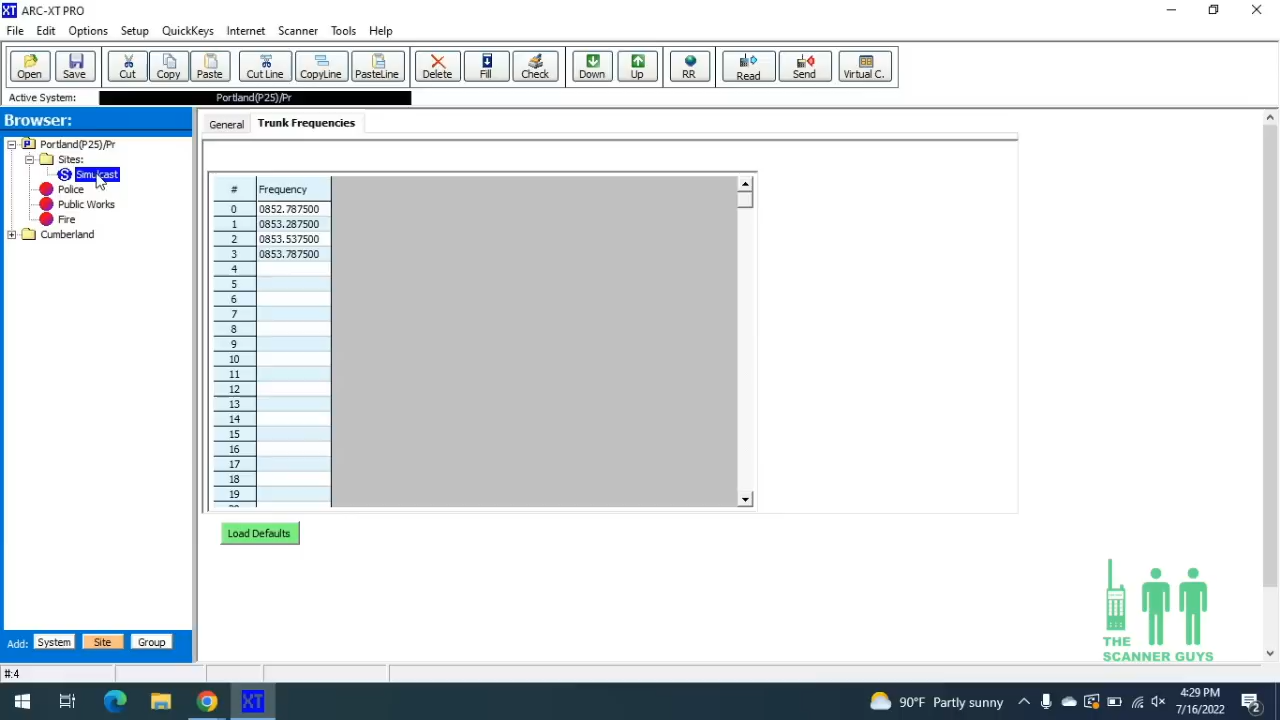 XT ARC-XT PRO
File Edit Options Setup QuickKeys Internet Scanner Tools Help
Open Save Cut Copy Paste Cut Line CopyLine PasteLine Delete Fill Check Down Up RR Read Send Virtual C.
Active System: Portland(P25)/Pr
Browser:
Portland(P25)/Pr
Sites:
S Simulcast
Police
Public Works
Fire
Cumberland
General Trunk Frequencies
# Frequency
0 0852.787500
1 0853.287500
2 0853.537500
3 0853.787500
4
5
6
7
8
9
10
11
12
13
14
15
16
17
18
19
Load Defaults
THE
SCANNER GUYS
Add: System Site Group
#:4
XT 90°F Partly sunny 4:29 PM
7/16/2022
2